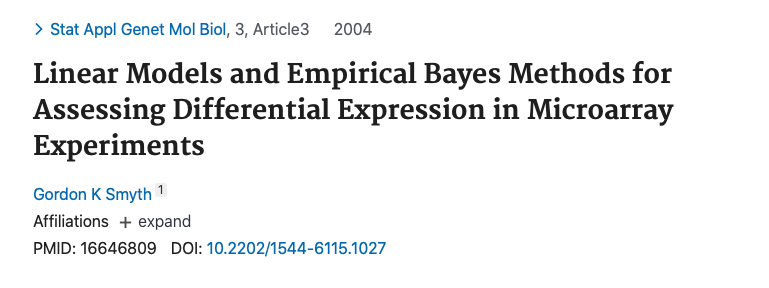 > Stat Appl Genet Mol Biol, 3, Article3 2004
Linear Models and Empirical Bayes Methods for
Assessing Differential Expression in Microarray
Experiments
Gordon K Smyth 1
Affiliations + expand
PMID: 16646809 DOI: 10.2202/1544-6115.1027